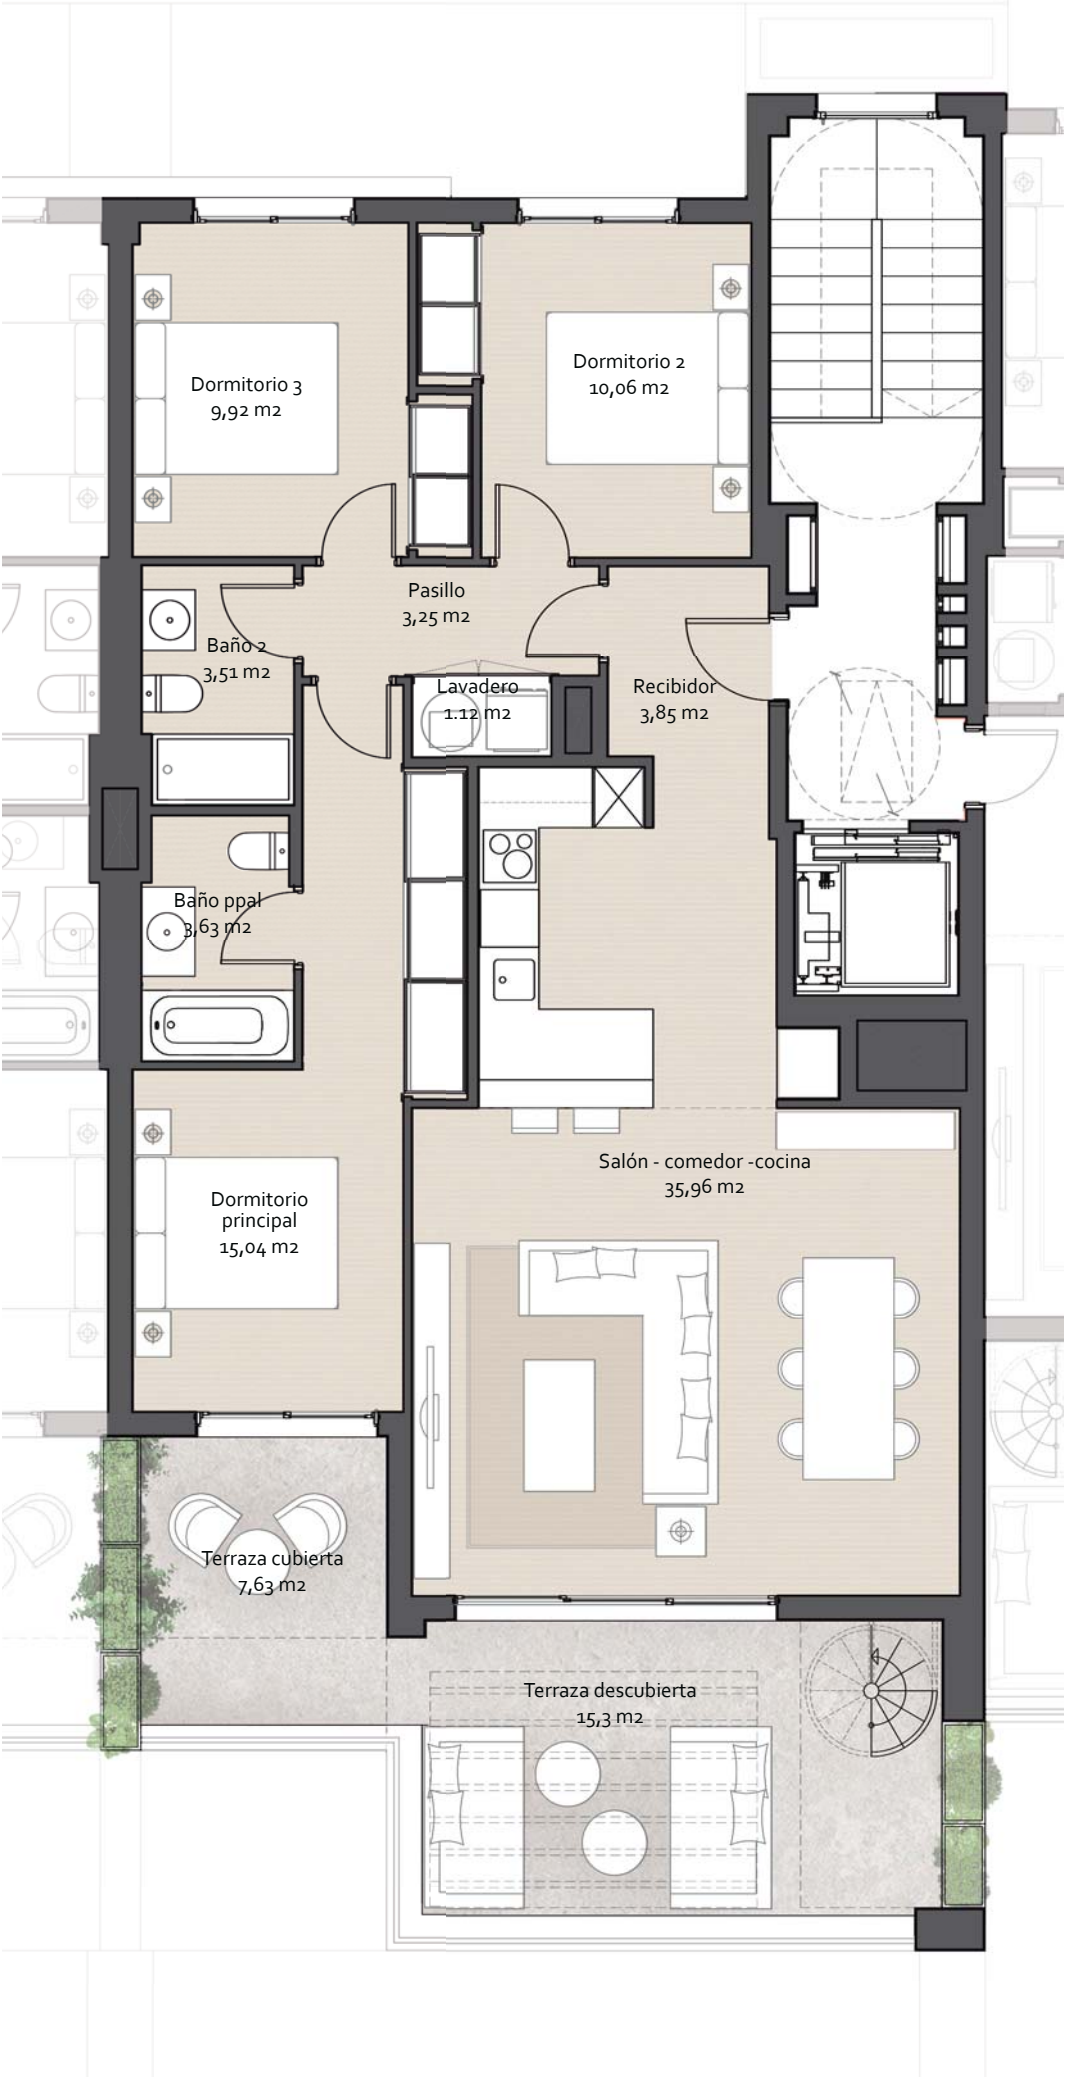 Dormitorio 2
10,06 m2
Dormitorio 3
9,92 m2
Pasillo
3,25 m2
Baño 2
3,51 m2
Lavadero
1.12 m2
Recibidor
3,85 m2
Baño ppal
3,63 m2
Salón - comedor -cocina
35,96 m2
Dormitorio
principal
15,04 m2
Terraza cubierta
7,63 m2
Terraza descubierta
15,3 m2